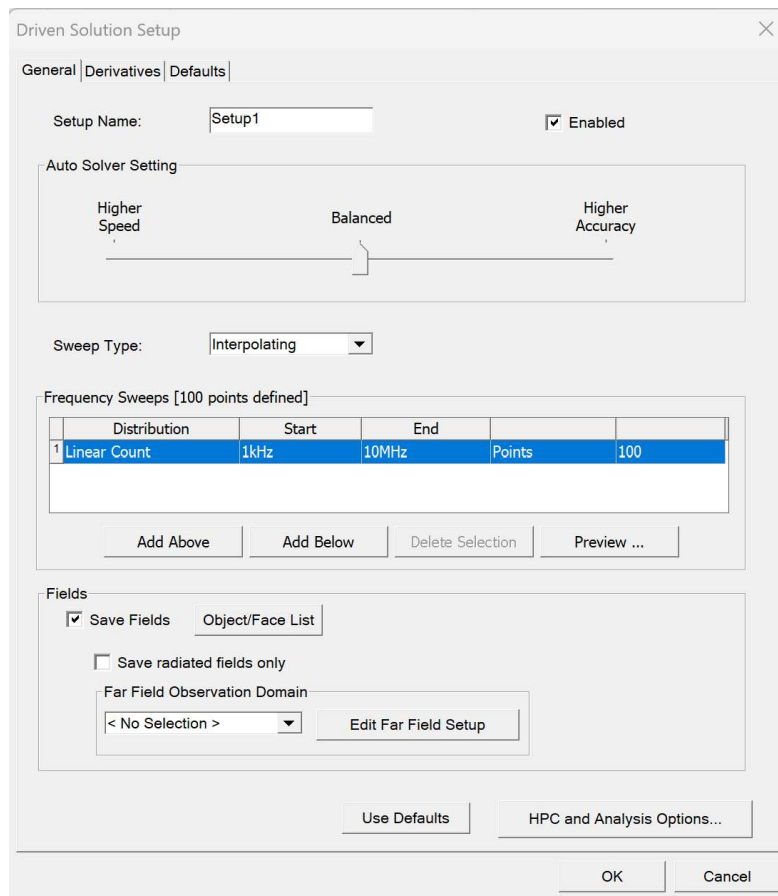 Driven Solution Setup
General Derivatives Defaults
Setup Name: Setup1 Enabled
Auto Solver Setting
Higher Speed Balanced Higher Accuracy
Sweep Type: Interpolating
Frequency Sweeps [100 points defined]
Distribution Start End
1 Linear Count 1kHz 10MHz Points 100
Add Above Add Below Delete Selection Preview ...
Fields
Save Fields Object/Face List
Save radiated fields only
Far Field Observation Domain
< No Selection > Edit Far Field Setup
Use Defaults HPC and Analysis Options...
OK Cancel